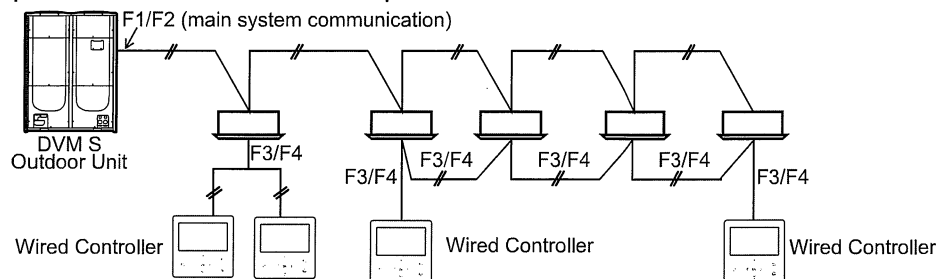 F1/F2 (main system communication)
DVM S
Outdoor Unit
F3/F4
F3/F4
F3/F4
F3/F4
F3/F4
F3/F4
Wired Controller
Wired Controller
Wired Controller